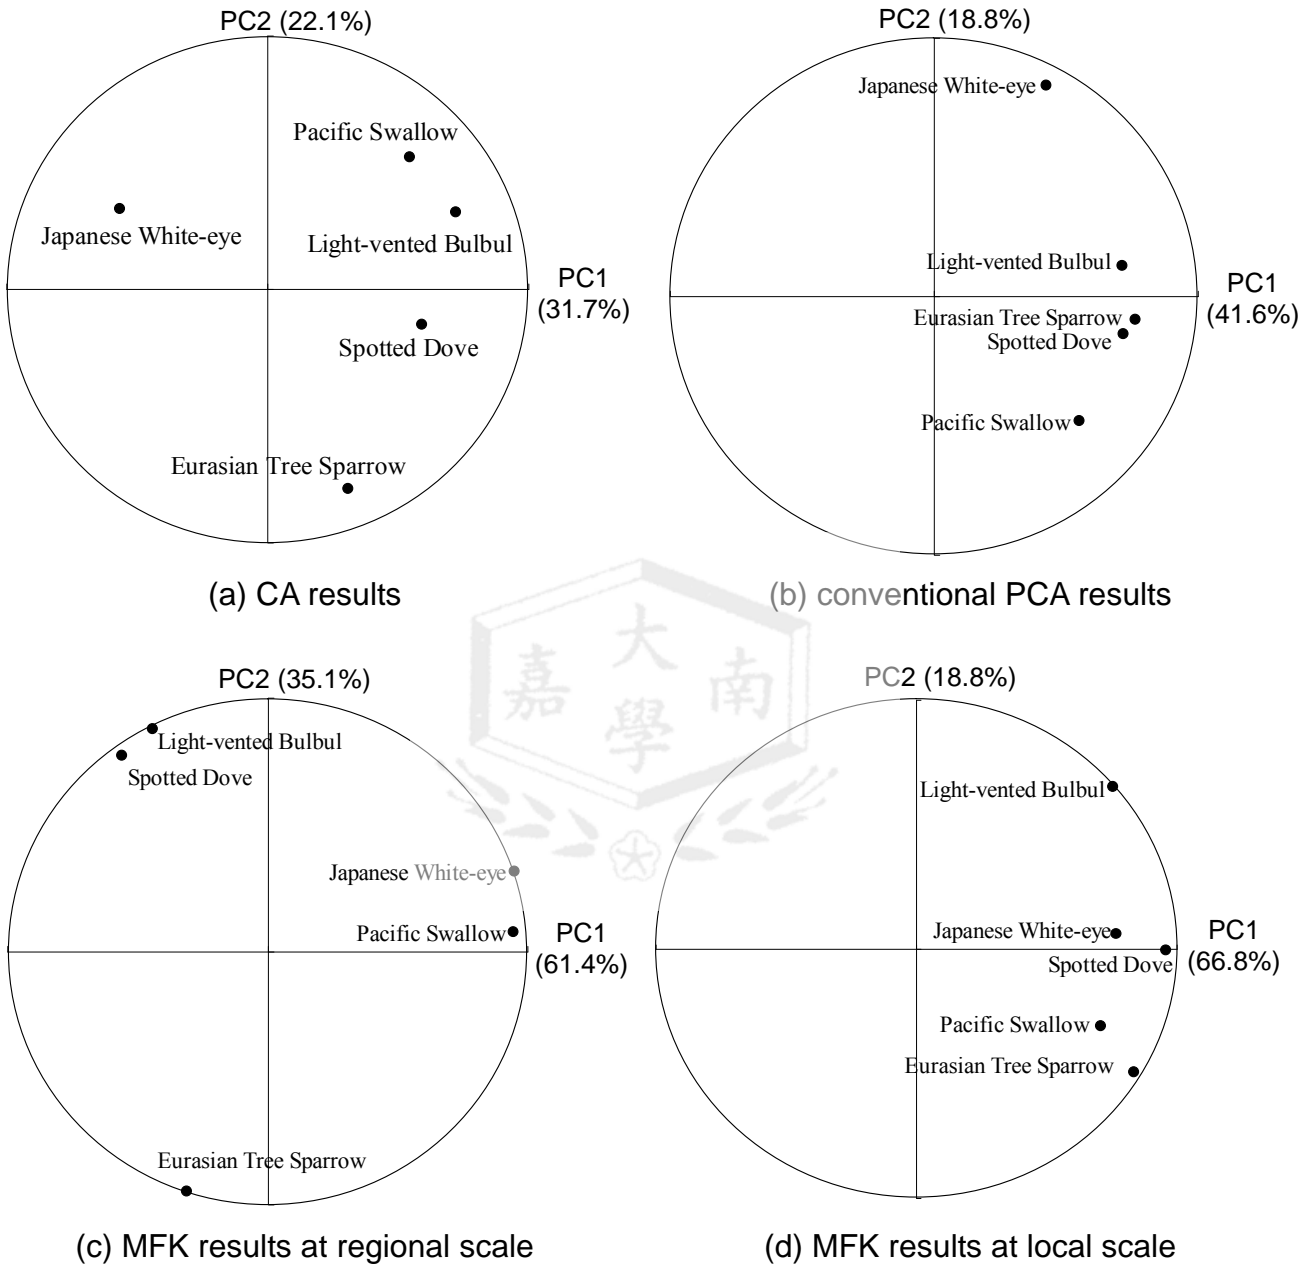 PC2 (22.1%)
Pacific Swallow
Japanese White-eye
Light-vented Bulbul
PC1
(31.7%)
Spotted Dove
Eurasian Tree Sparrow
(a) CA results
PC2 (18.8%)
Japanese White-eye
Light-vented Bulbul
PC1
(41.6%)
Eurasian Tree Sparrow
Spotted Dove
Pacific Swallow
(b) conventional PCA results
大
嘉 南
學
PC2 (35.1%)
Light-vented Bulbul
Spotted Dove
Japanese White-eye
Pacific Swallow
PC1
(61.4%)
Eurasian Tree Sparrow
(c) MFK results at regional scale
PC2 (18.8%)
Light-vented Bulbul
Japanese White-eye
PC1
(66.8%)
Spotted Dove
Pacific Swallow
Eurasian Tree Sparrow
(d) MFK results at local scale